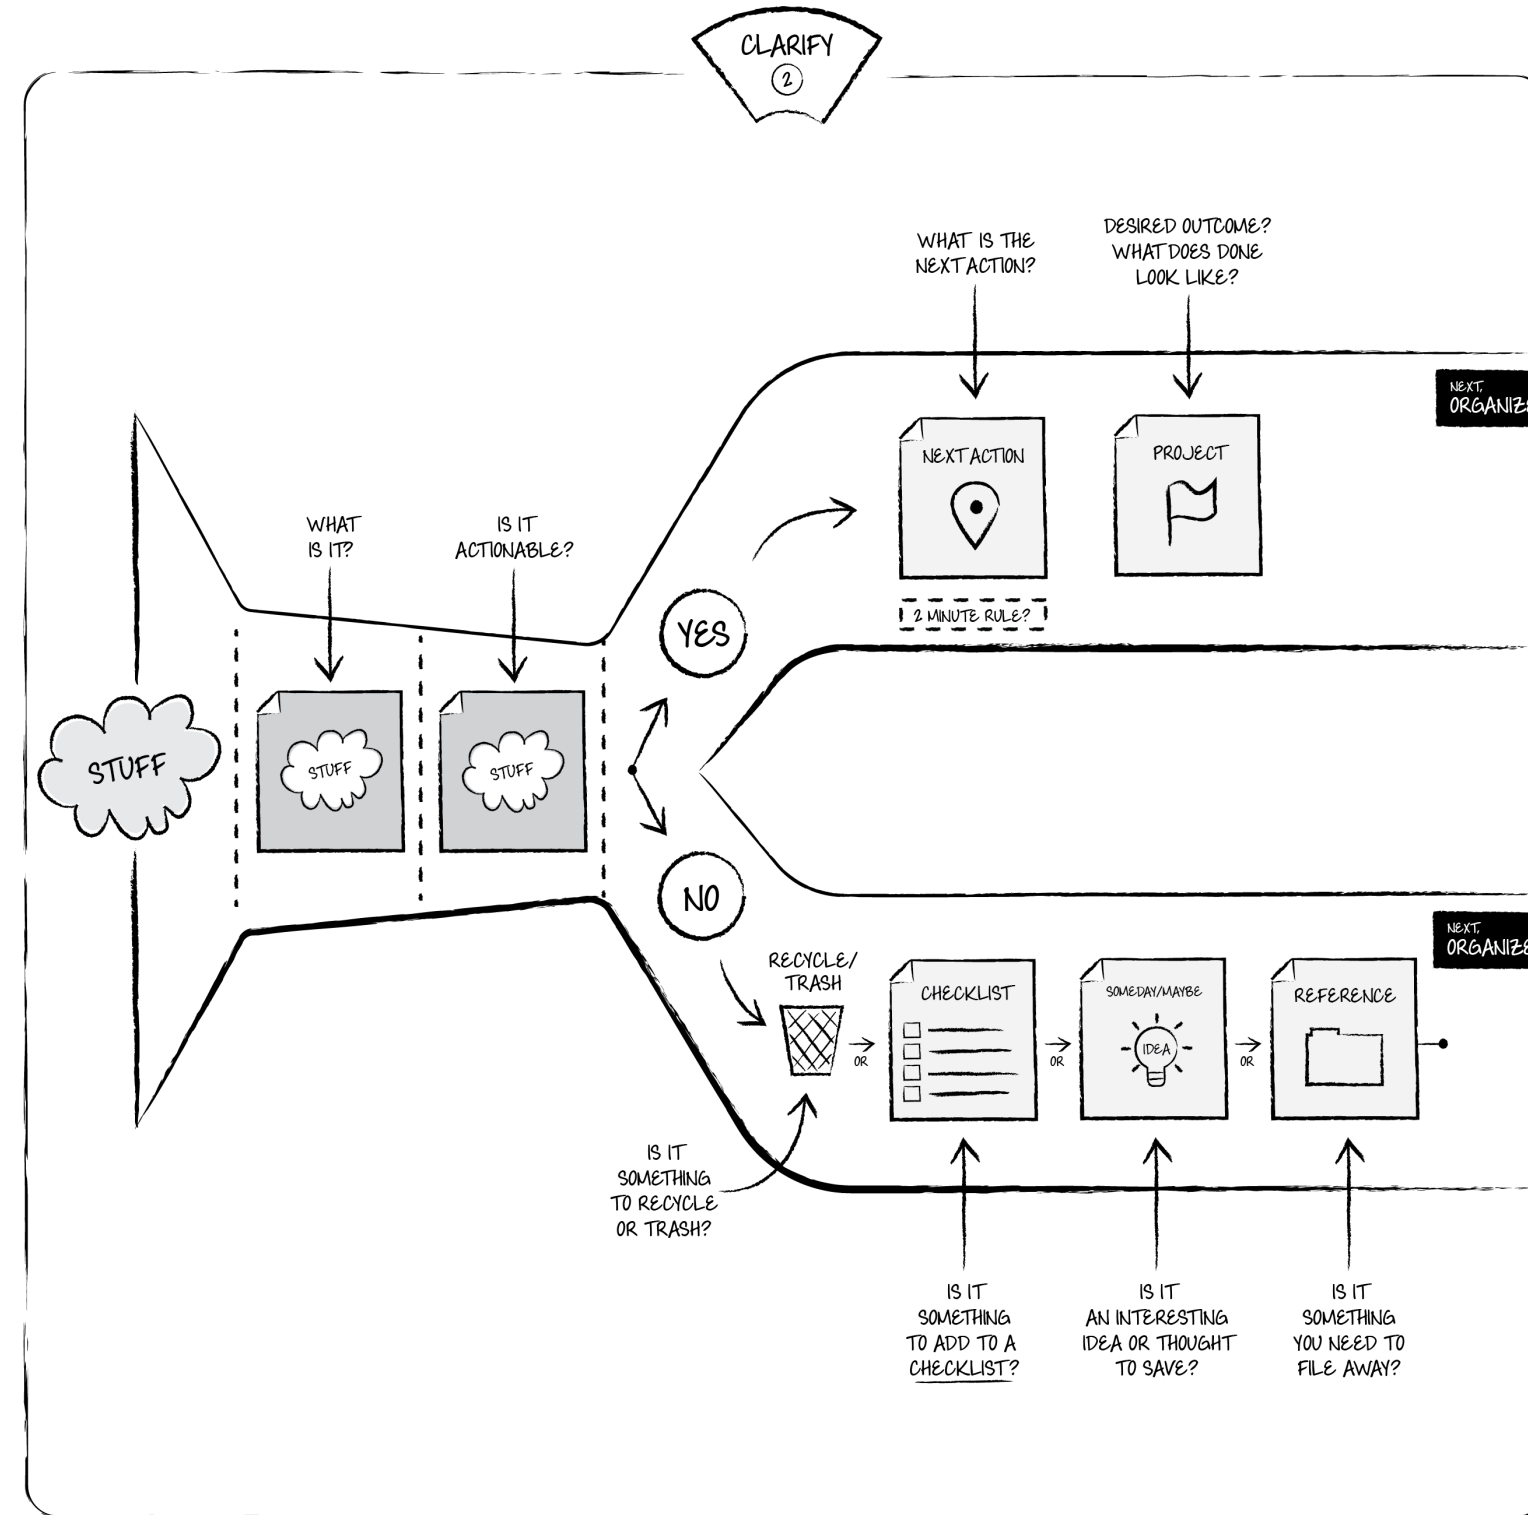 CLARIFY
2
WHAT IS THE
NEXT ACTION?
DESIRED OUTCOME?
WHAT DOES DONE
LOOK LIKE?
NEXT,
ORGANIZE
NEXT ACTION
PROJECT
2 MINUTE RULE?
WHAT
IS IT?
IS IT
ACTIONABLE?
YES
STUFF
STUFF
STUFF
NO
NEXT,
ORGANIZE
RECYCLE/
TRASH
OR
CHECKLIST
OR
SOMEDAY/MAYBE
IDEA
OR
REFERENCE
IS IT
SOMETHING
TO RECYCLE
OR TRASH?
IS IT
SOMETHING
TO ADD TO A
CHECKLIST?
IS IT
AN INTERESTING
IDEA OR THOUGHT
TO SAVE?
IS IT
SOMETHING
YOU NEED TO
FILE AWAY?